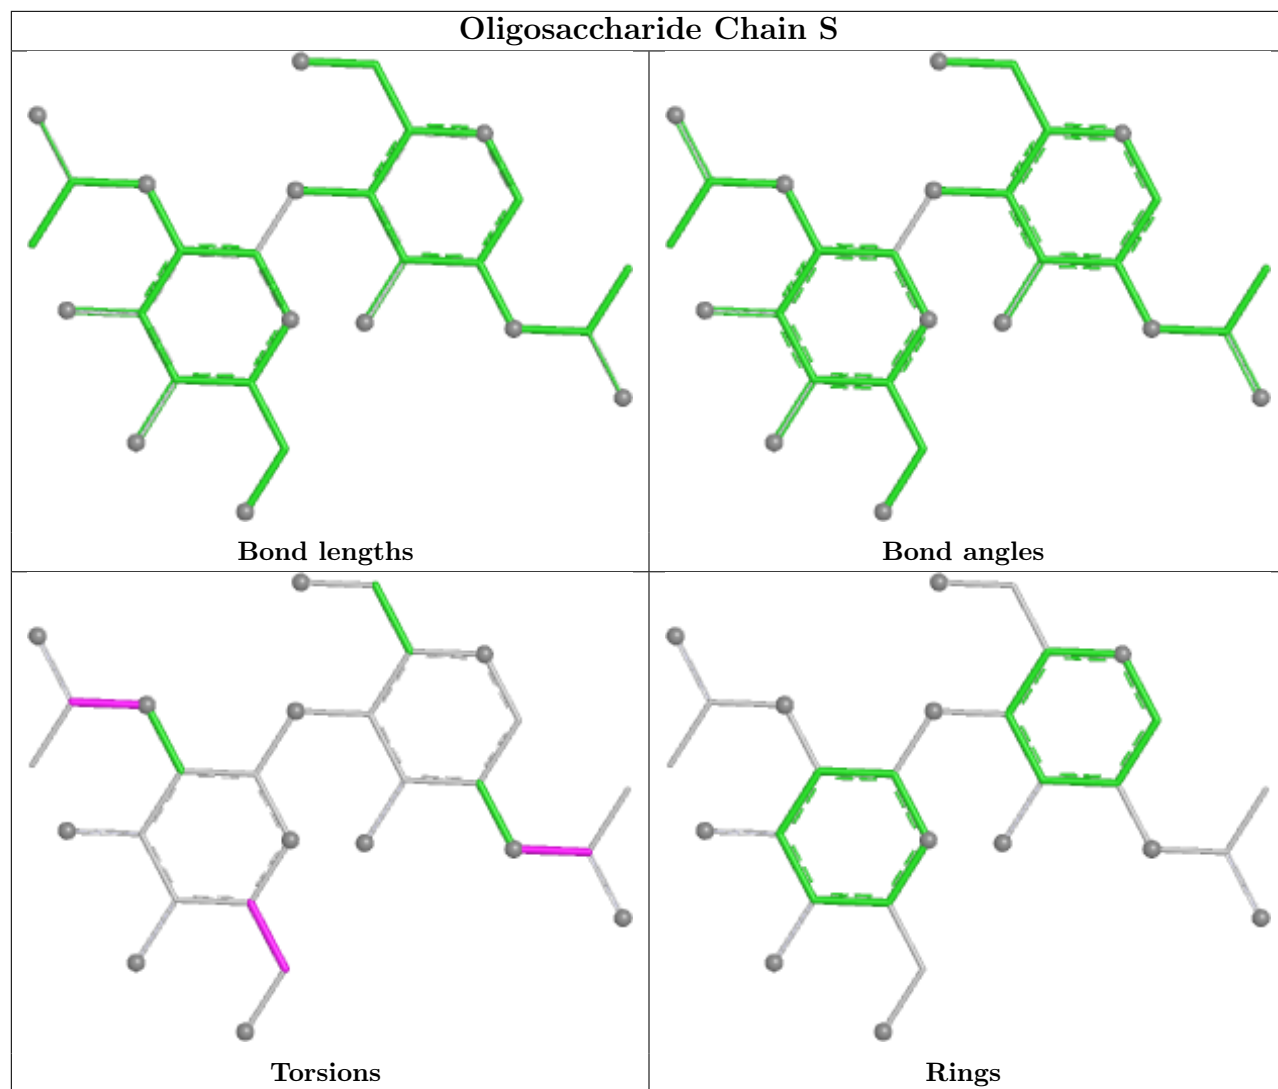 Oligosaccharide Chain S
Bond lengths
Bond angles
Torsions
Rings